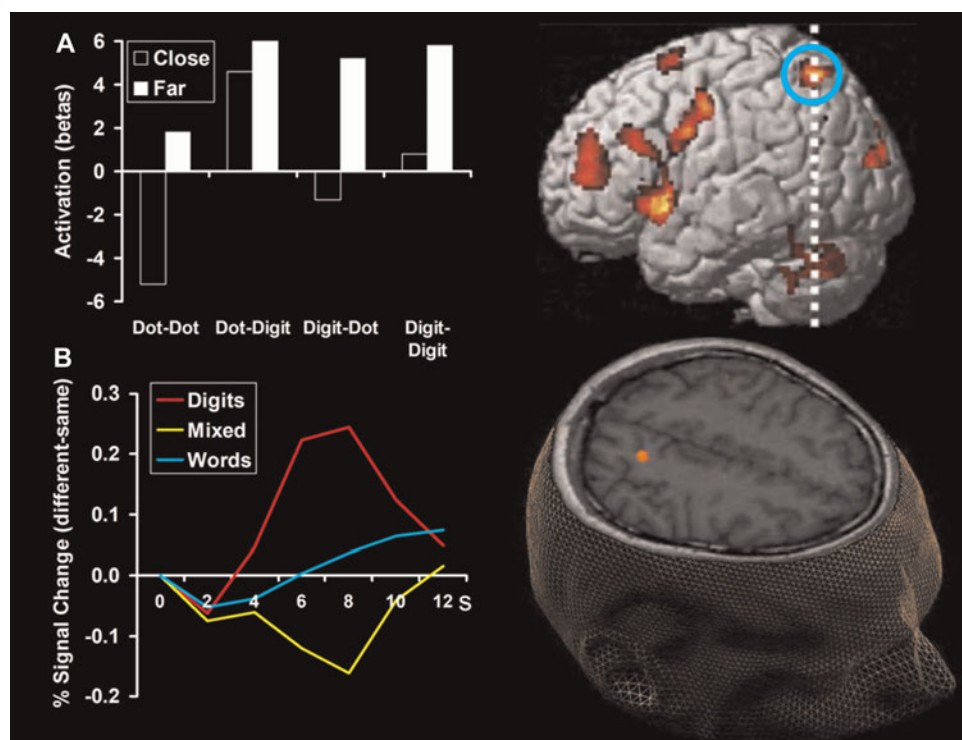 A
Activation (betas)
6
4
2
0
-2
-4
-6
Close
Far
Dot-Dot
Dot-Digit
Digit-Dot
Digit-
Digit
B
% Signal Change (different-same)
0.3
0.2
0.1
0.0
-0.1
-0.2
Digits
Mixed
Words
0 2 4 6 8 10 12 S